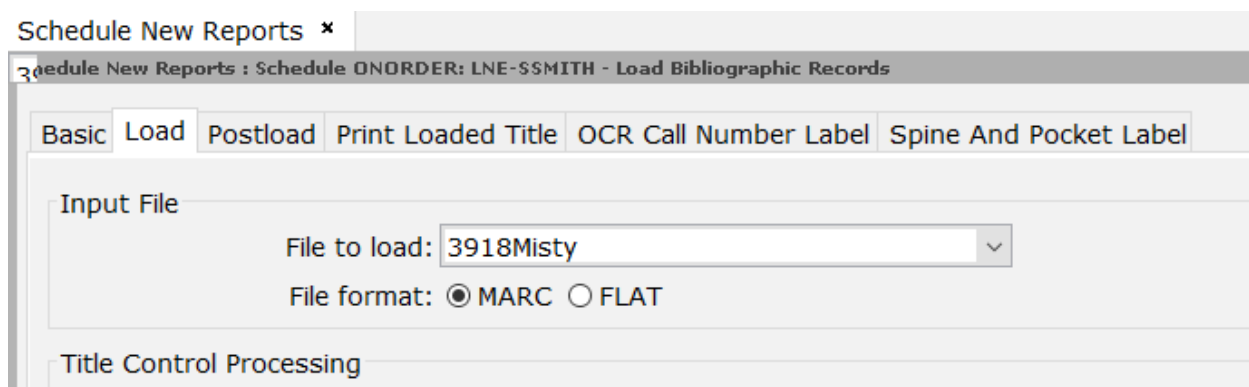 Schedule New Reports ×
hedule New Reports : Schedule ONORDER: LNE-SSMITH - Load Bibliographic Records
Basic Load Postload Print Loaded Title OCR Call Number Label Spine And Pocket Label
Input File
File to load: 3918Misty
File format: MARC FLAT
Title Control Processing